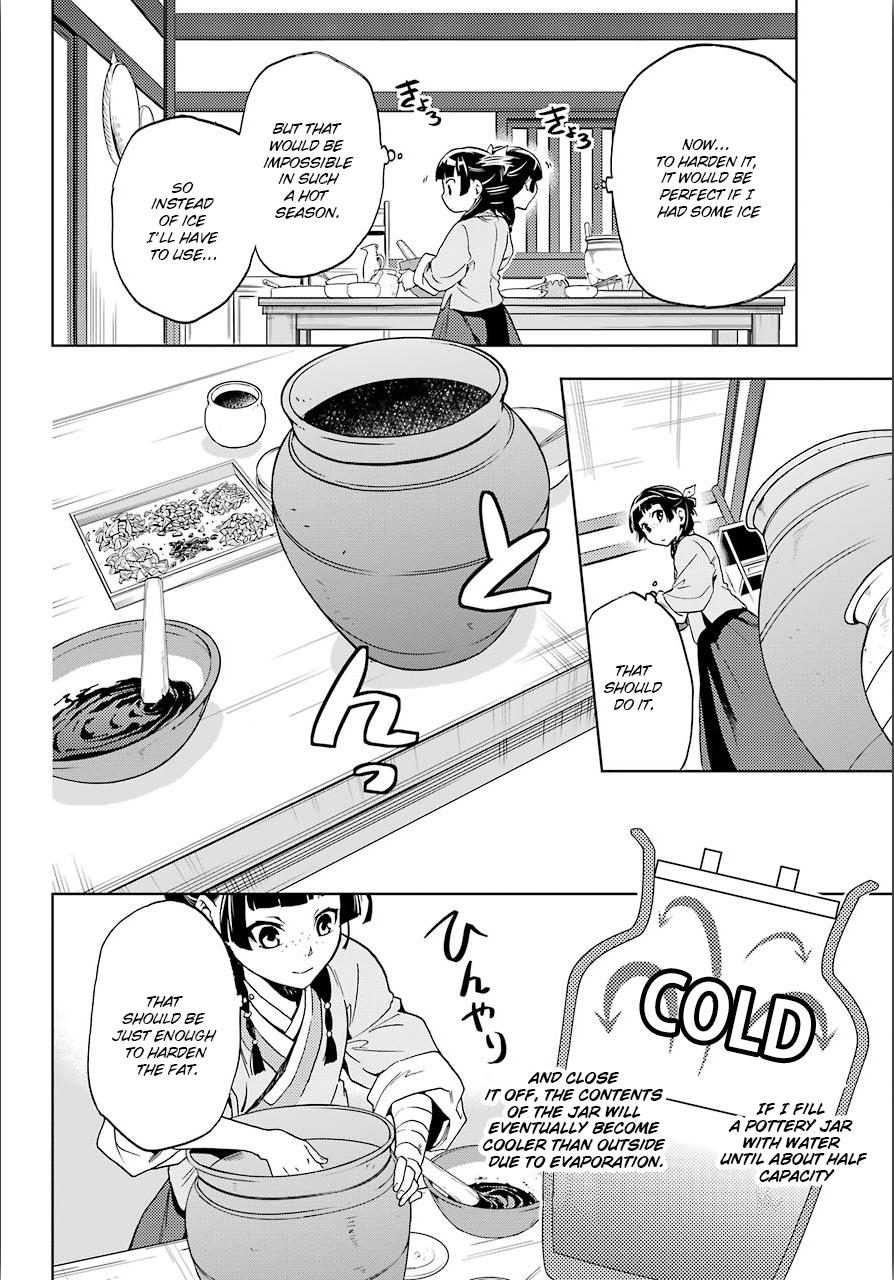 NOW...
TO HARDEN IT,
IT WOULD BE
PERFECT IF I
HAD SOME ICE
きょろ
きょろ
BUT THAT
WOULD BE
IMPOSSIBLE
IN SUCH
A HOT
SEASON.
SO
INSTEAD
OF ICE
I'LL HAVE
TO USE...
THAT
SHOULD
DO IT.
とんっ
COLD
IF I FILL
A POTTERY JAR
WITH WATER
UNTIL ABOUT HALF
CAPACITY
AND CLOSE
IT OFF, THE CONTENTS
OF THE JAR WILL
EVENTUALLY BECOME
COOLER THAN OUTSIDE
DUE TO EVAPORATION.
ひんやり
THAT
SHOULD BE
JUST ENOUGH
TO HARDEN
THE FAT.